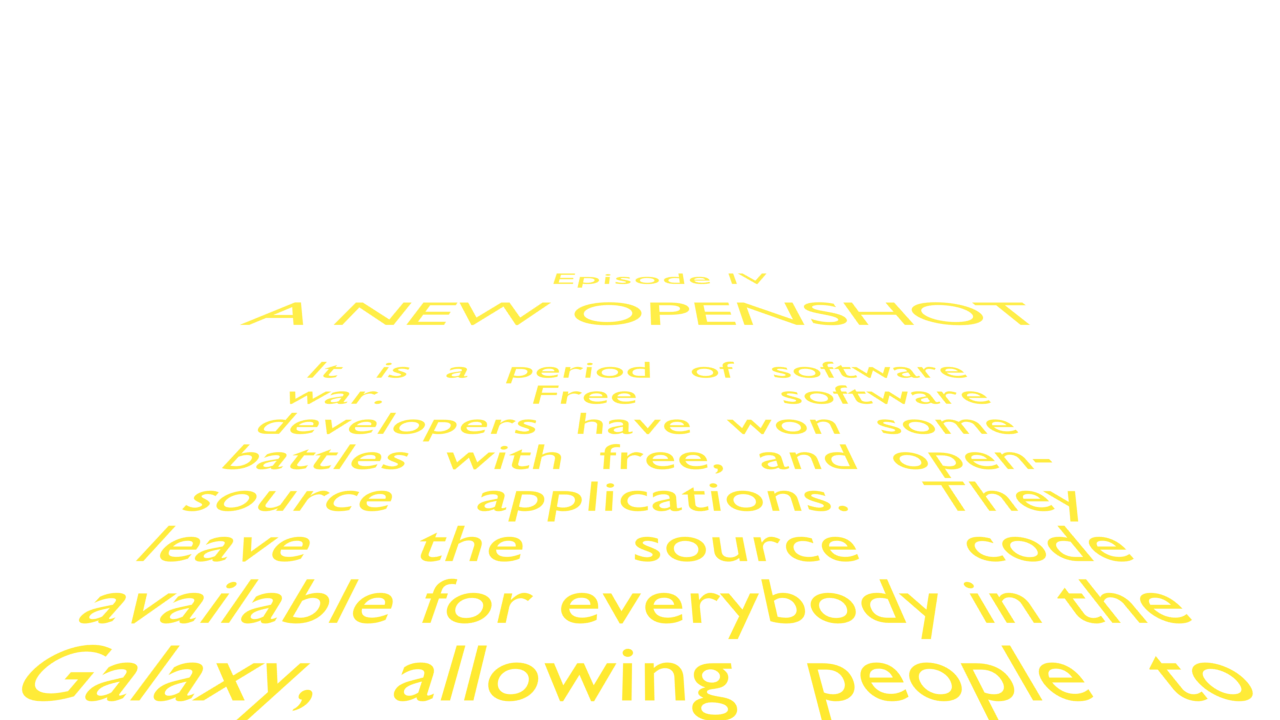 Episode IV
A NEW OPENSHOT
It is a period of software
war. Free software
developers have won some
battles with free, and open-
source applications. They
leave the source code
available for everybody in the
Galaxy, allowing people to